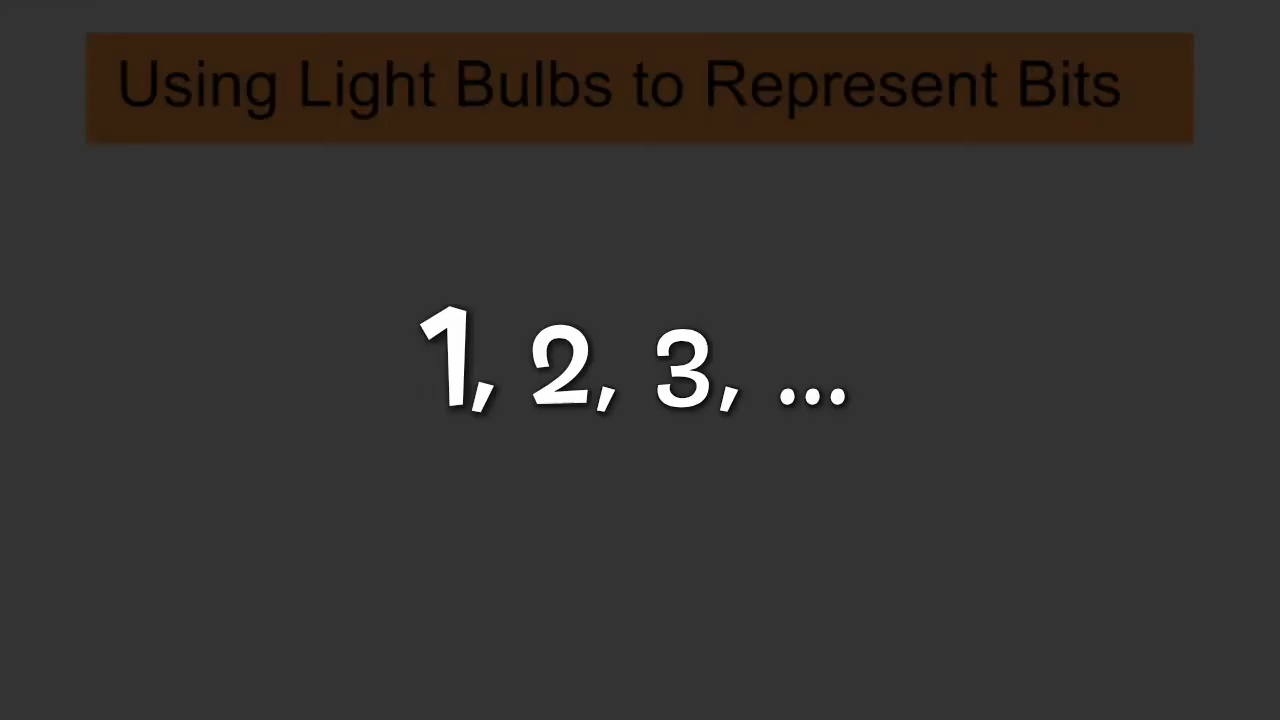 Using Light Bulbs to Represent Bits
1, 2, 3, ...